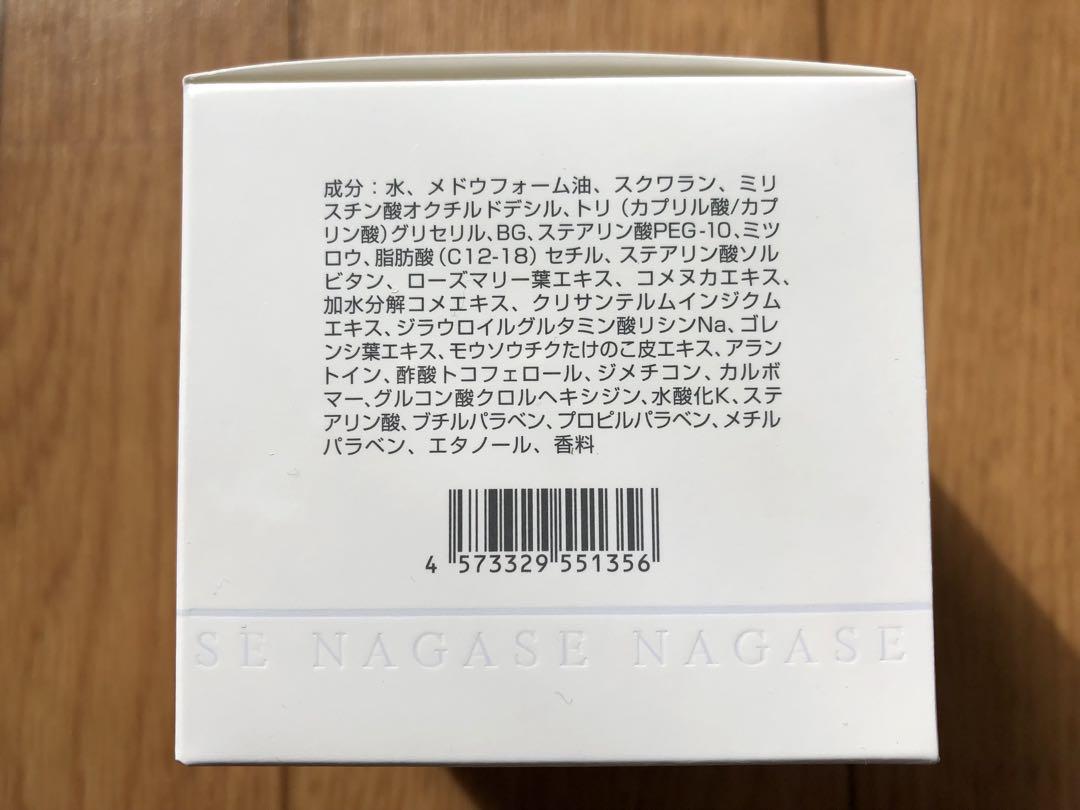 成分：水、メドウフォーム油、スクワラン、ミリ
スチン酸オクチルドデシル、トリ（カプリル酸/カプ
リン酸）グリセリル、BG、ステアリン酸PEG-10、ミツ
ロウ、脂肪酸（C12-18）セチル、ステアリン酸ソル
ビタン、ローズマリー葉エキス、コメヌカエキス、
加水分解コメエキス、クリサンテルムインジクム
エキス、ジラウロイルグルタミン酸リシンNa、ゴレ
ンシ葉エキス、モウソウチクたけのこ皮エキス、アラン
トイン、酢酸トコフェロール、ジメチコン、カルボ
マー、グルコン酸クロルヘキシジン、水酸化K、ステ
アリン酸、ブチルパラベン、プロピルパラベン、メチル
パラベン、エタノール、香料
4 573329 551356
SE NAGASE NAGASE